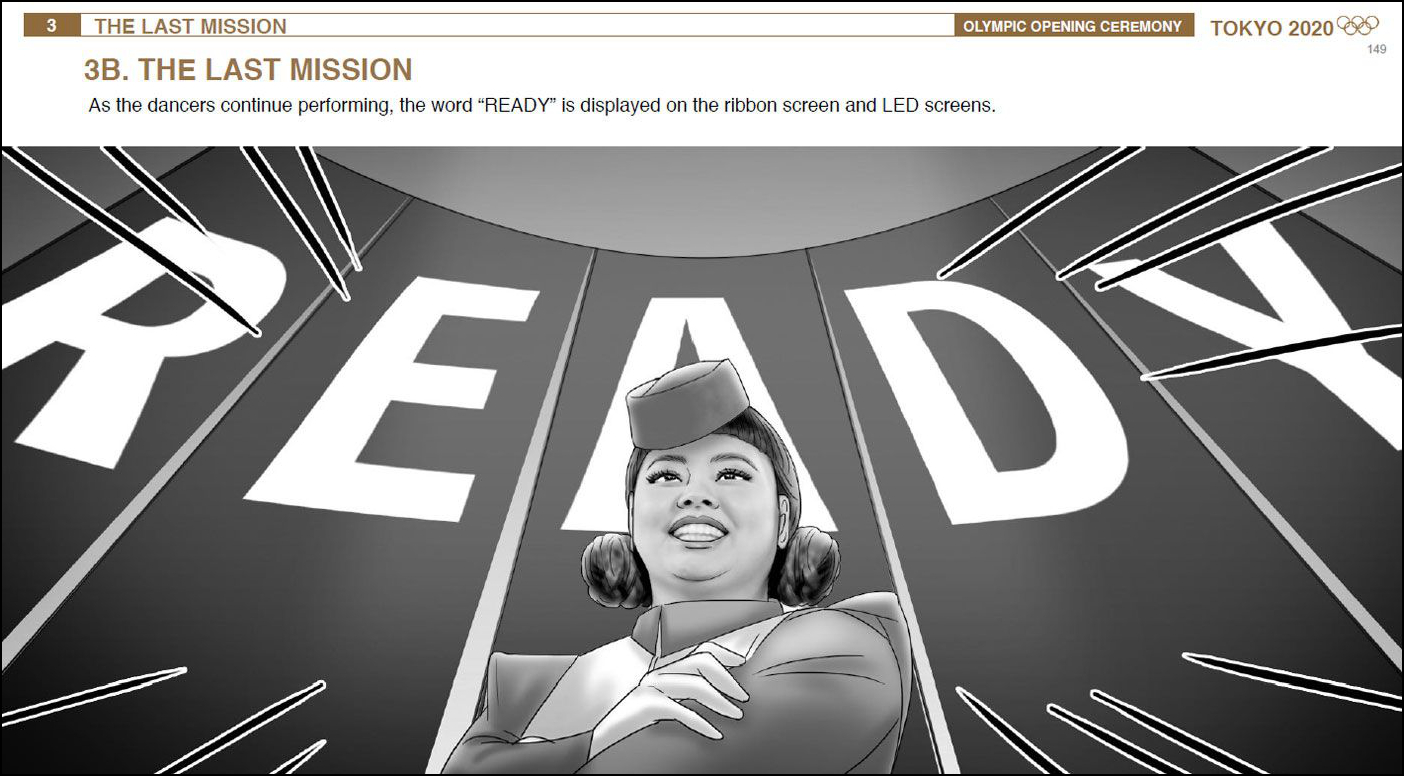 3 THE LAST MISSION OLYMPIC OPENING CEREMONY TOKYO 2020
149
3B. THE LAST MISSION
As the dancers continue performing, the word “READY” is displayed on the ribbon screen and LED screens.
READY